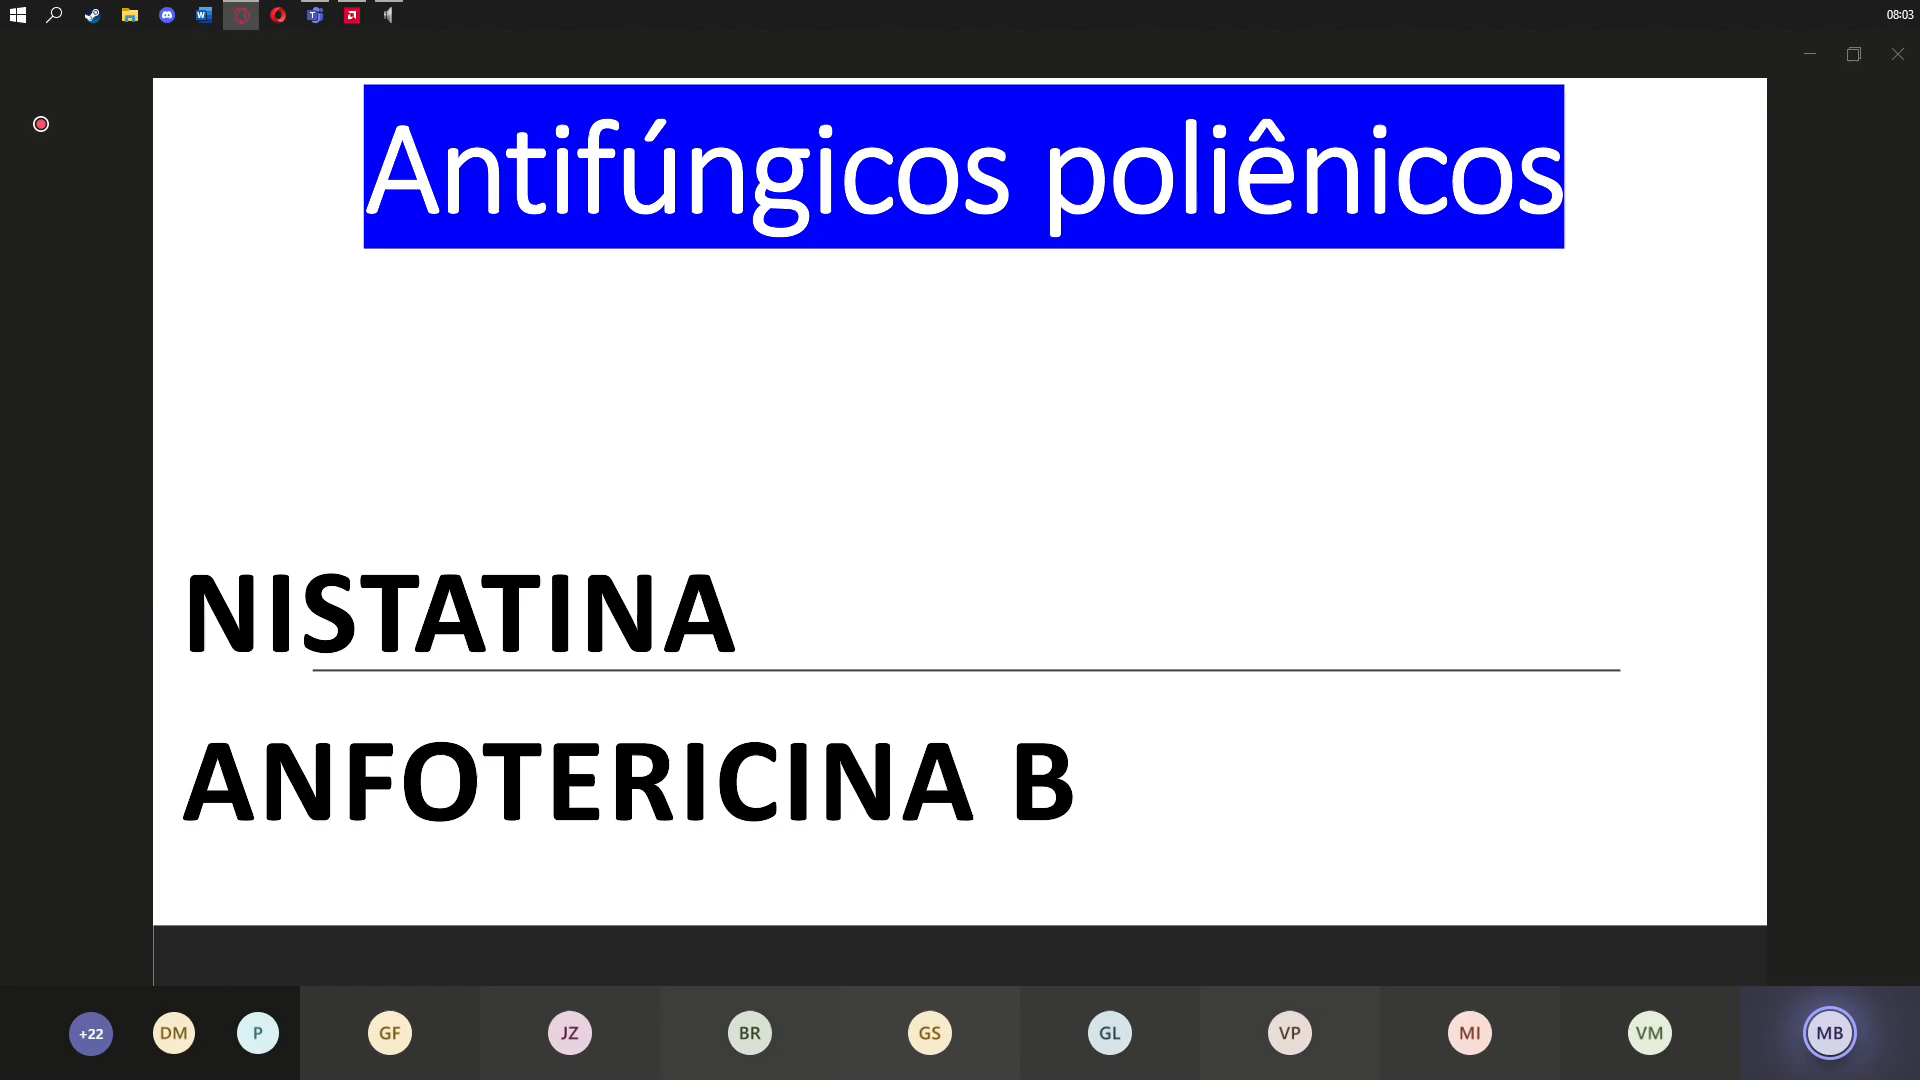 08:03
Antifúngicos poliênicos
NISTATINA
ANFOTERICINA B
+22
DM
P
GF
JZ
BR
GS
GL
VP
MI
VM
MB